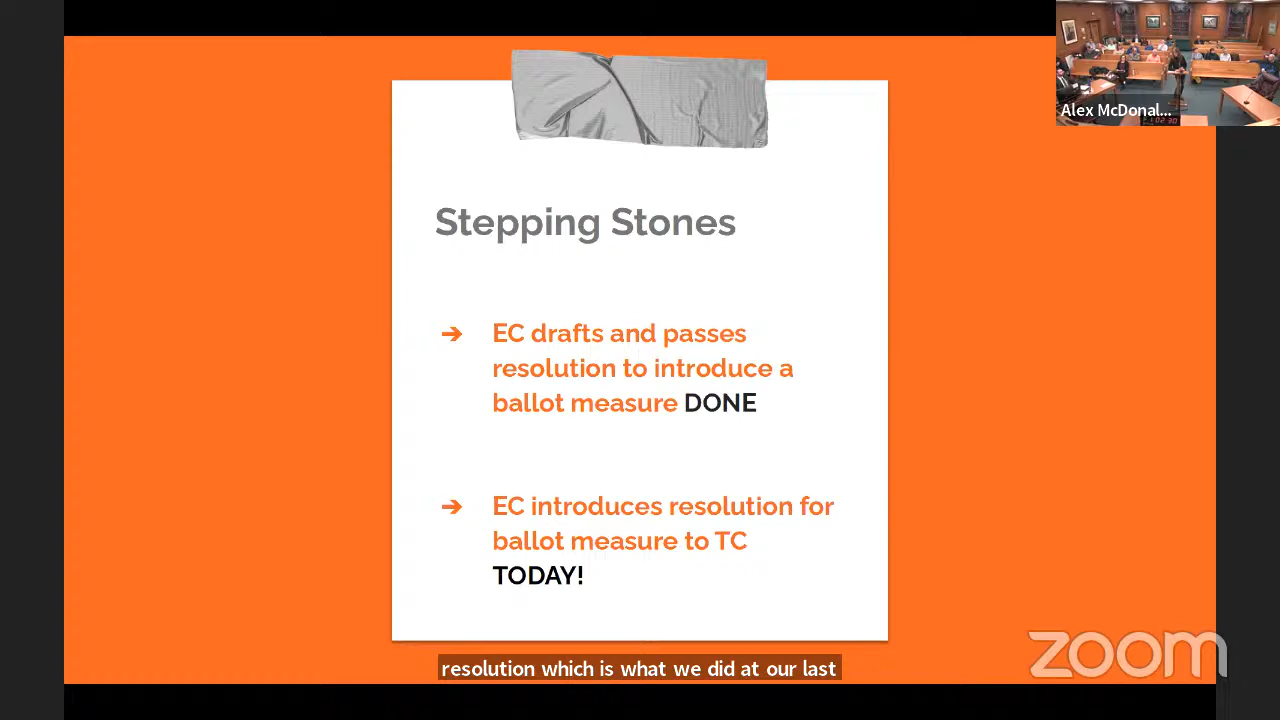 Alex McDonal...
Stepping Stones
➔ EC drafts and passes
resolution to introduce a
ballot measure DONE
➔ EC introduces resolution for
ballot measure to TC
TODAY!
resolution which is what we did at our last
zoom